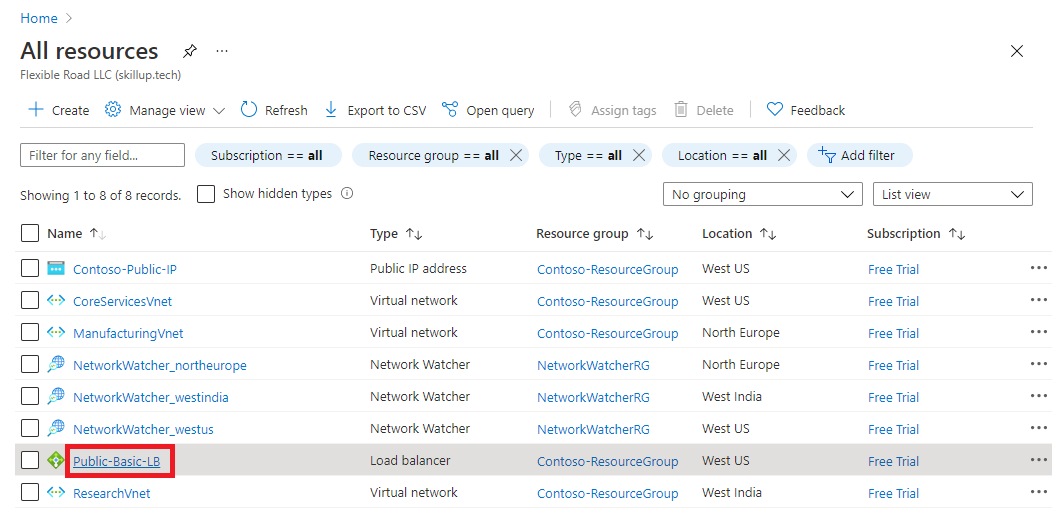 Home
All resources
Flexible Road LLC (skillup.tech)
Create Manage view Refresh Export to CSV Open query Assign tags Delete Feedback
Filter for any field... Subscription == all Resource group == all Type == all Location == all Add filter
Showing 1 to 8 of 8 records. Show hidden types No grouping List view
Name Type Resource group Location Subscription
Contoso-Public-IP Public IP address Contoso-ResourceGroup West US Free Trial
CoreServicesVnet Virtual network Contoso-ResourceGroup West US Free Trial
ManufacturingVnet Virtual network Contoso-ResourceGroup North Europe Free Trial
NetworkWatcher_northeurope Network Watcher NetworkWatcherRG North Europe Free Trial
NetworkWatcher_westindia Network Watcher NetworkWatcherRG West India Free Trial
NetworkWatcher_westus Network Watcher NetworkWatcherRG West US Free Trial
Public-Basic-LB Load balancer Contoso-ResourceGroup West US Free Trial
ResearchVnet Virtual network Contoso-ResourceGroup West India Free Trial